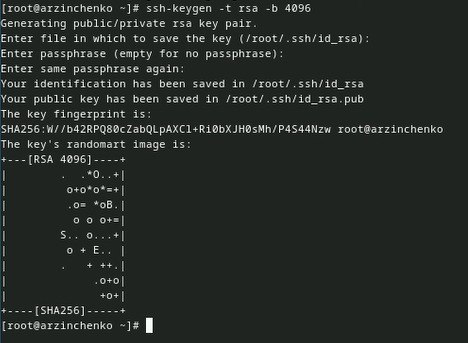 [root@arzinchenko ~]# ssh-keygen -t rsa -b 4096
Generating public/private rsa key pair.
Enter file in which to save the key (/root/.ssh/id_rsa):
Enter passphrase (empty for no passphrase):
Enter same passphrase again:
Your identification has been saved in /root/.ssh/id_rsa
Your public key has been saved in /root/.ssh/id_rsa.pub
The key fingerprint is:
SHA256:W//b42RPQ80cZabQLpAXCl+Ri0bXJH0sMh/P4S44Nzw root@arzinchenko
The key's randomart image is:
+---[RSA 4096]----+
|        .  .*O..+|
|         o+o*o*=+|
|         .o= *oB.|
|          o o o+=|
|        S.. o...+|
|         o + E.. |
|        .   + ++.|
|             .o+o|
|              +o+|
+----[SHA256]-----+
[root@arzinchenko ~]#